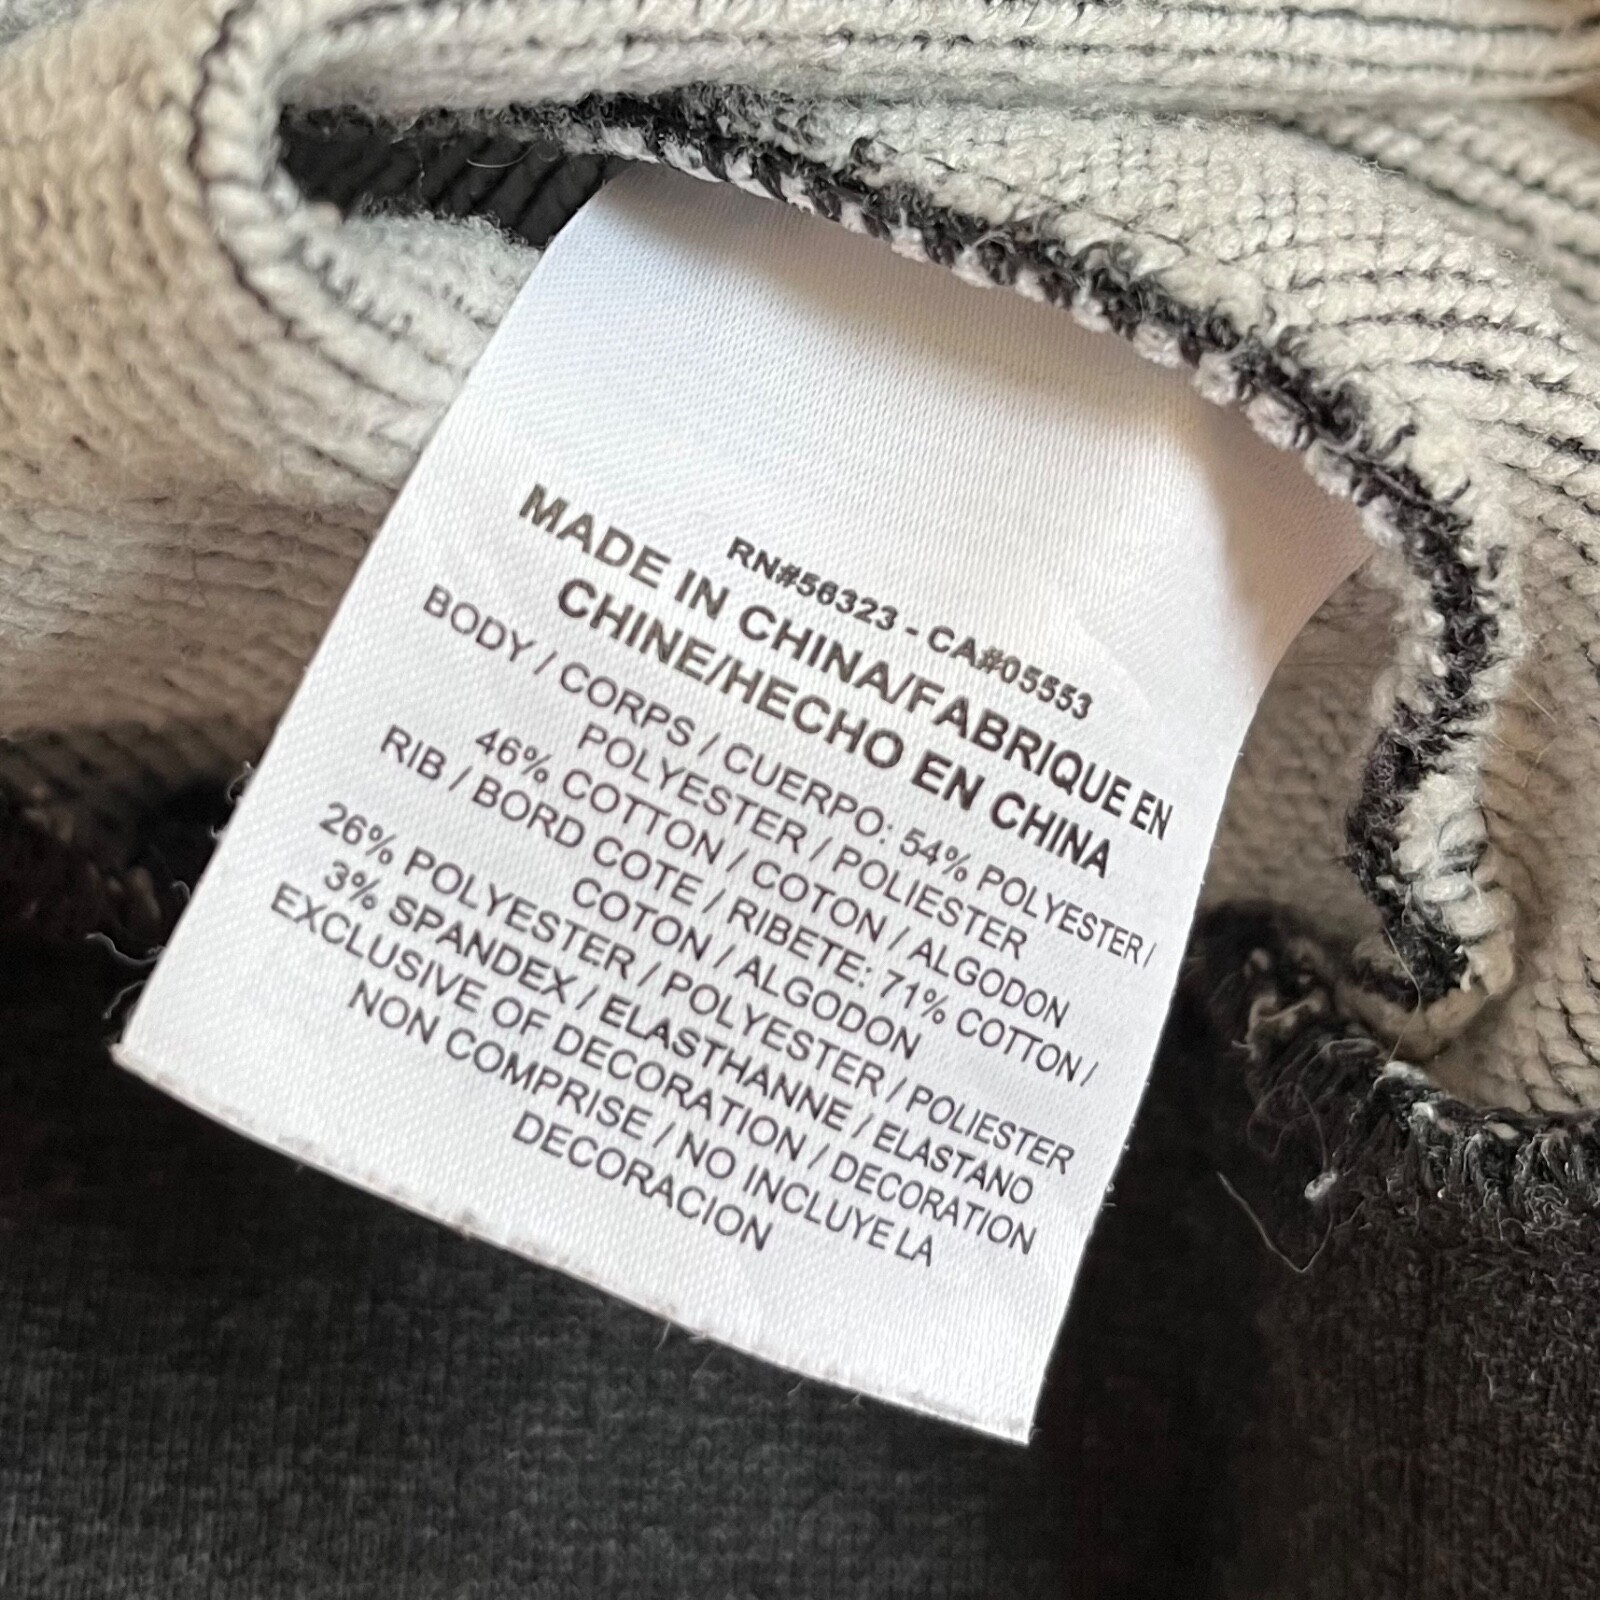 RN#56323 - CA#05553
MADE IN CHINA/FABRIQUE EN
CHINE/HECHO EN CHINA
BODY / CORPS / CUERPO: 54% POLYESTER /
POLYESTER / POLIESTER
46% COTTON / COTON / ALGODON
RIB / BORD COTE / RIBETE: 71% COTTON /
COTON / ALGODON
26% POLYESTER / POLYESTER / POLIESTER
3% SPANDEX / ELASTHANNE / ELASTANO
EXCLUSIVE OF DECORATION / DECORATION
NON COMPRISE / NO INCLUYE LA
DECORACION